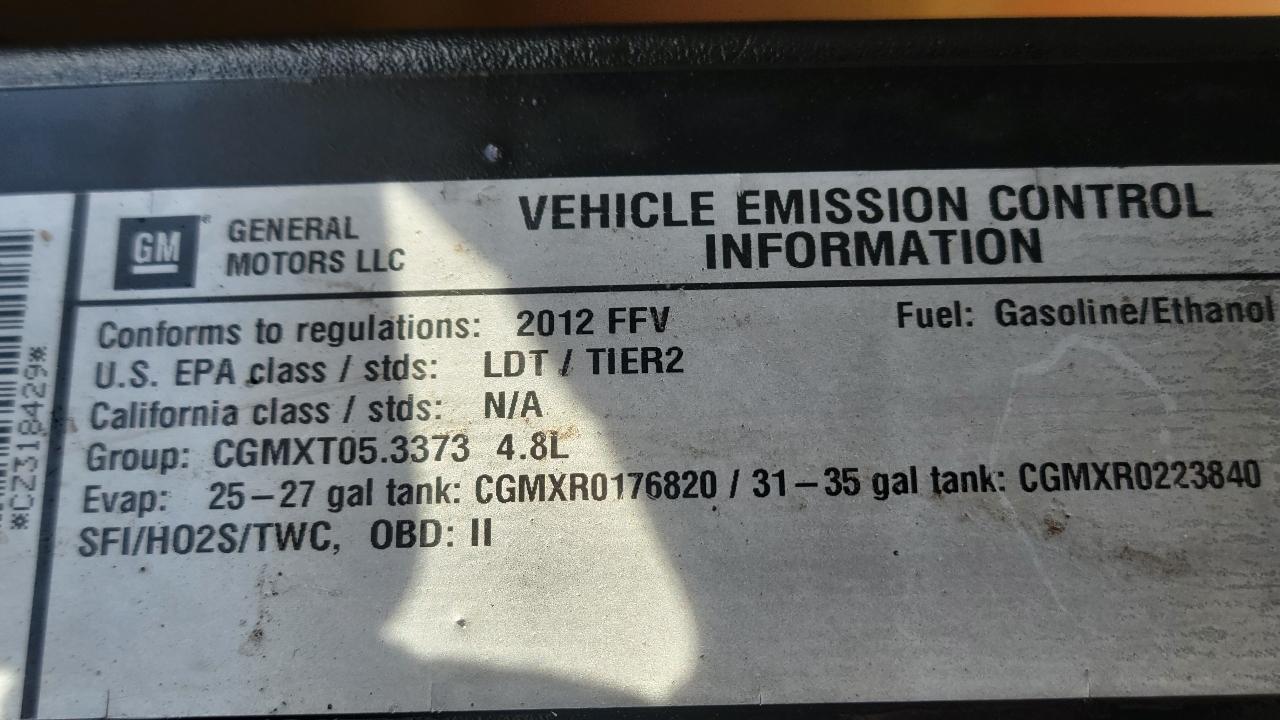 GM
GENERAL
MOTORS LLC
VEHICLE EMISSION CONTROL
INFORMATION
Conforms to regulations: 2012 FFV
Fuel: Gasoline/Ethanol
U.S. EPA class / stds: LDT / TIER2
California class / stds: N/A
Group: CGMXT05.3373 4.8L
Evap: 25–27 gal tank: CGMXR0176820 / 31–35 gal tank: CGMXR0223840
SFI/HO2S/TWC, OBD: II
*CZ318429*